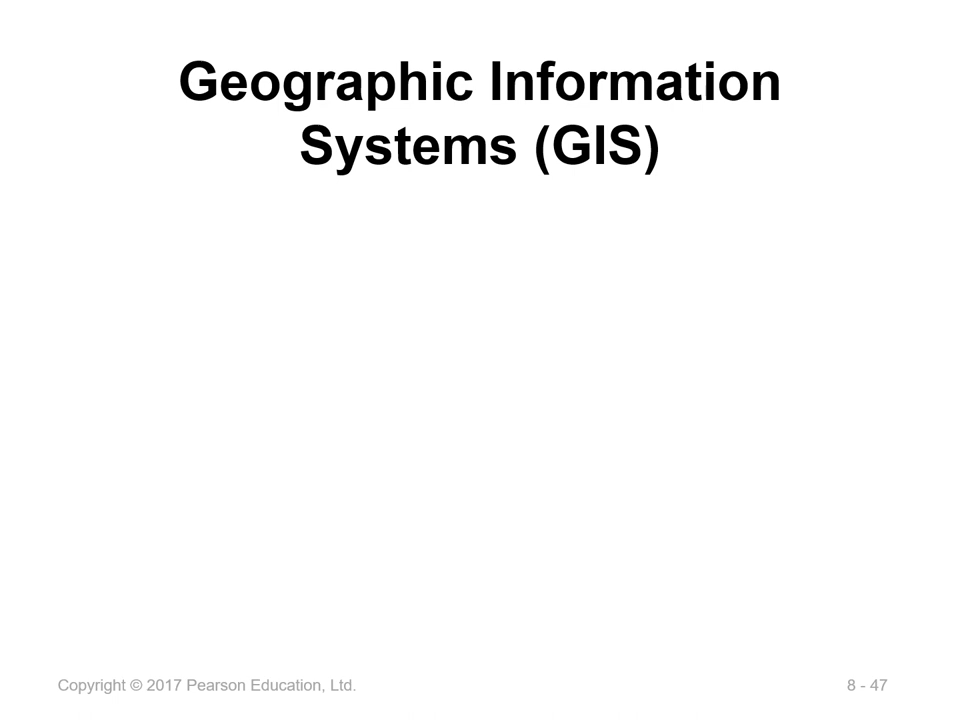 Geographic Information
Systems (GIS)
Copyright © 2017 Pearson Education, Ltd.
8 - 47